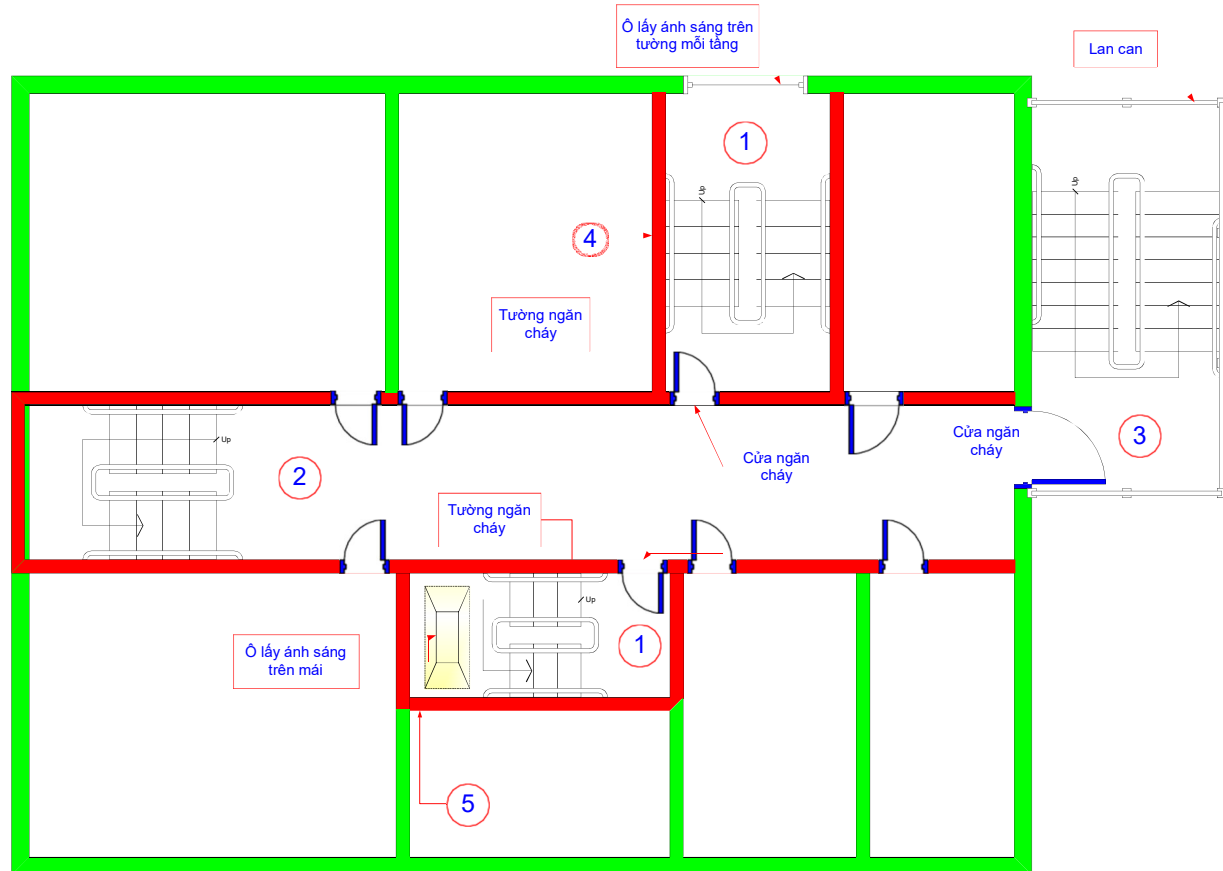 Ô lấy ánh sáng trên
tường mỗi tầng
Lan can
1
Up
Up
4
Tường ngăn
cháy
Cửa ngăn
cháy
3
Up
2
Cửa ngăn
cháy
Tường ngăn
cháy
Up
1
Ô lấy ánh sáng
trên mái
5